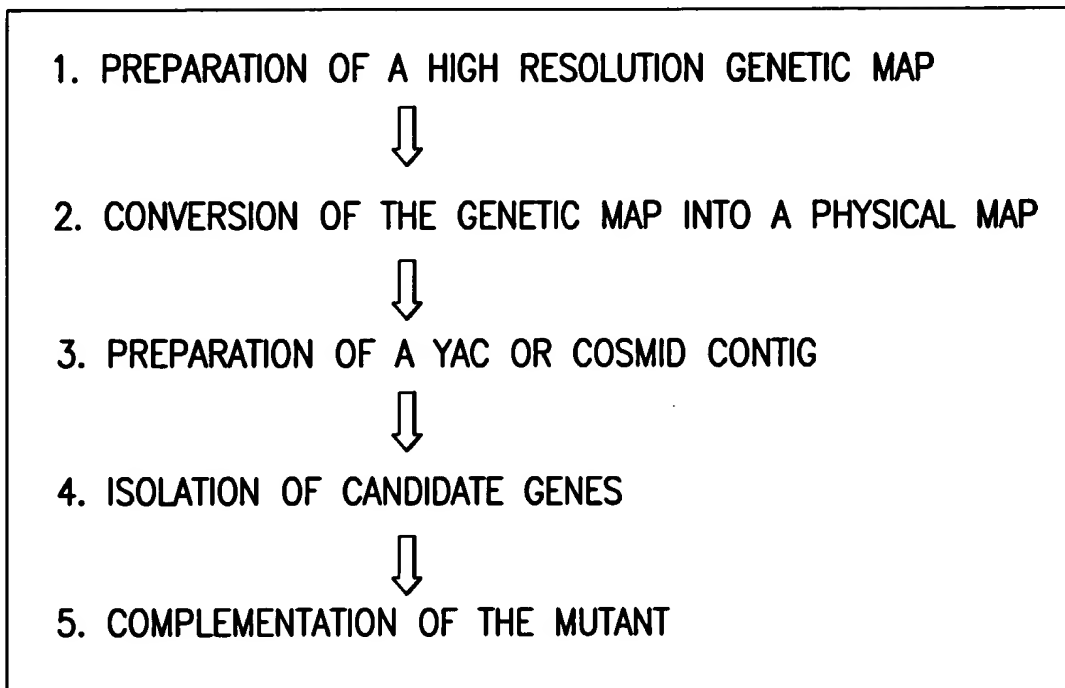 1. PREPARATION OF A HIGH RESOLUTION GENETIC MAP
2. CONVERSION OF THE GENETIC MAP INTO A PHYSICAL MAP
3. PREPARATION OF A YAC OR COSMID CONTIG
4. ISOLATION OF CANDIDATE GENES
5. COMPLEMENTATION OF THE MUTANT